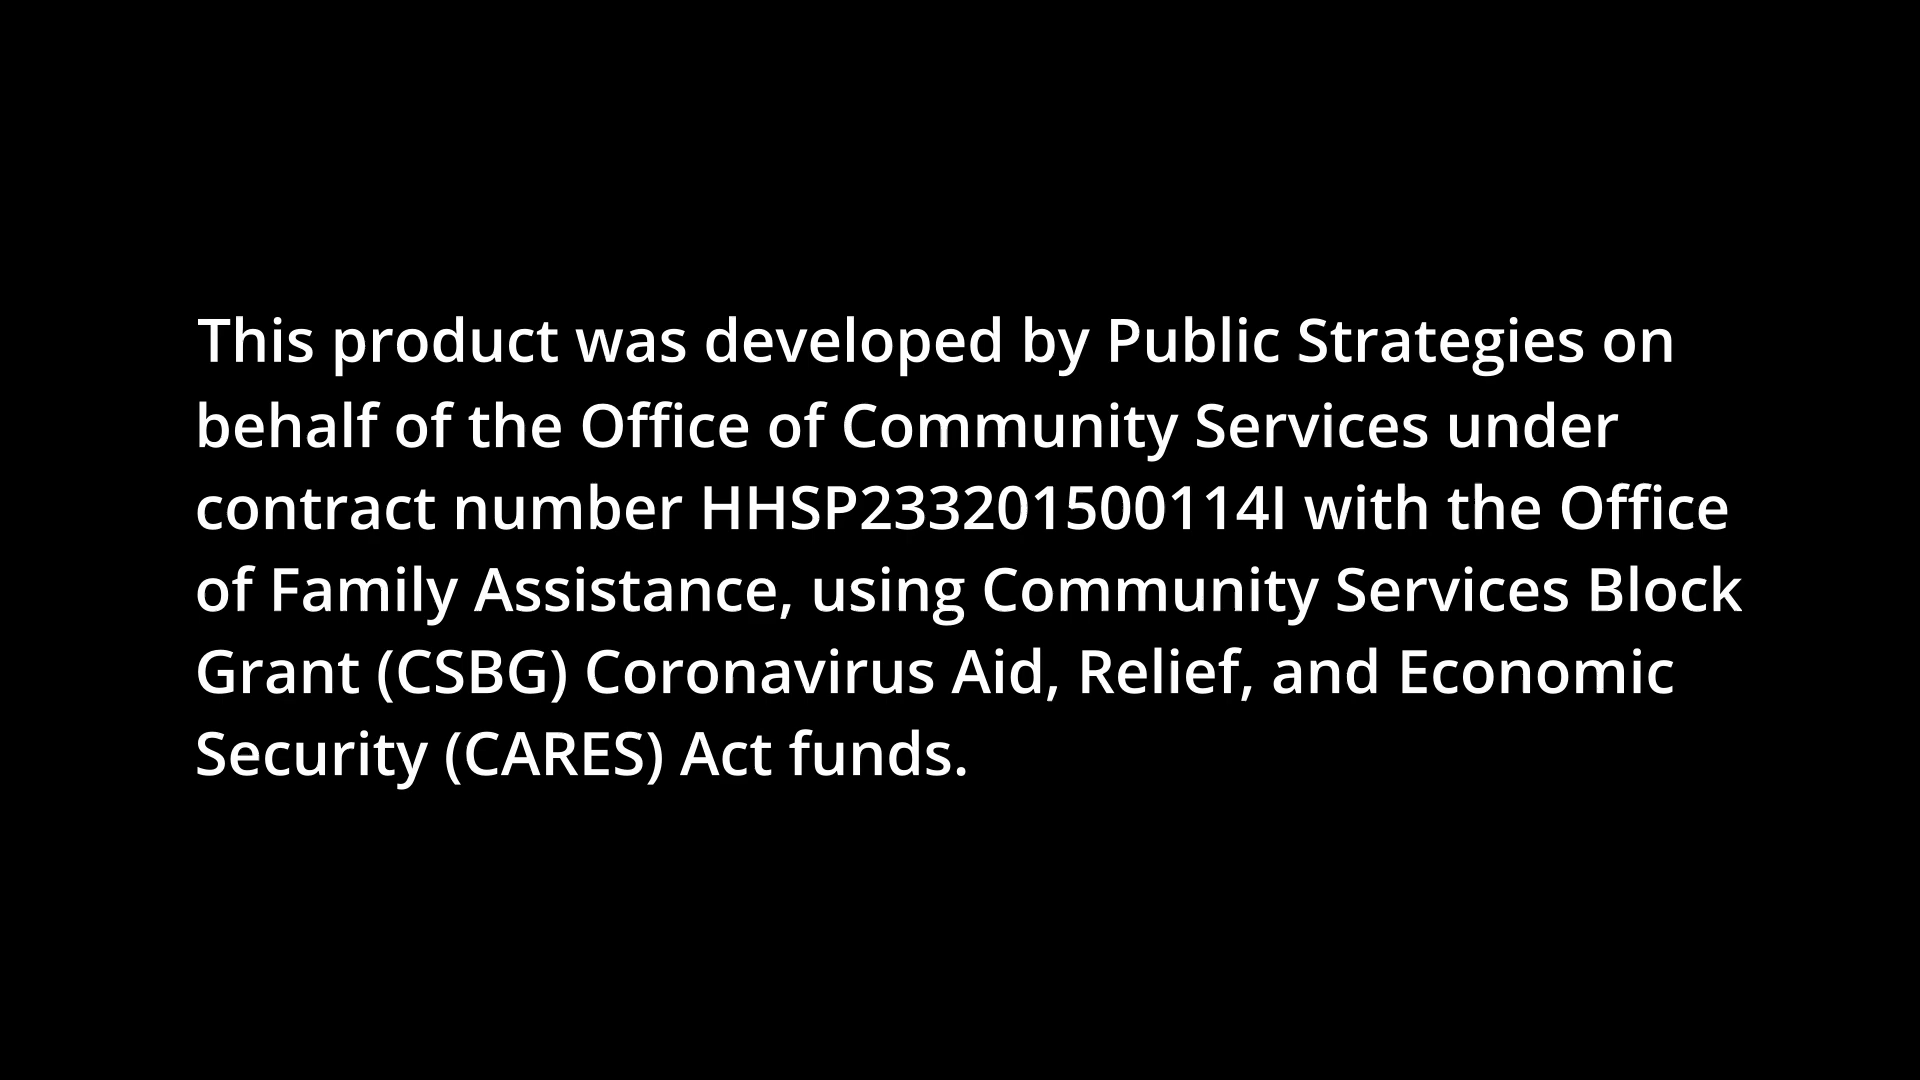 This product was developed by Public Strategies on
behalf of the Office of Community Services under
contract number HHSP233201500114I with the Office
of Family Assistance, using Community Services Block
Grant (CSBG) Coronavirus Aid, Relief, and Economic
Security (CARES) Act funds.